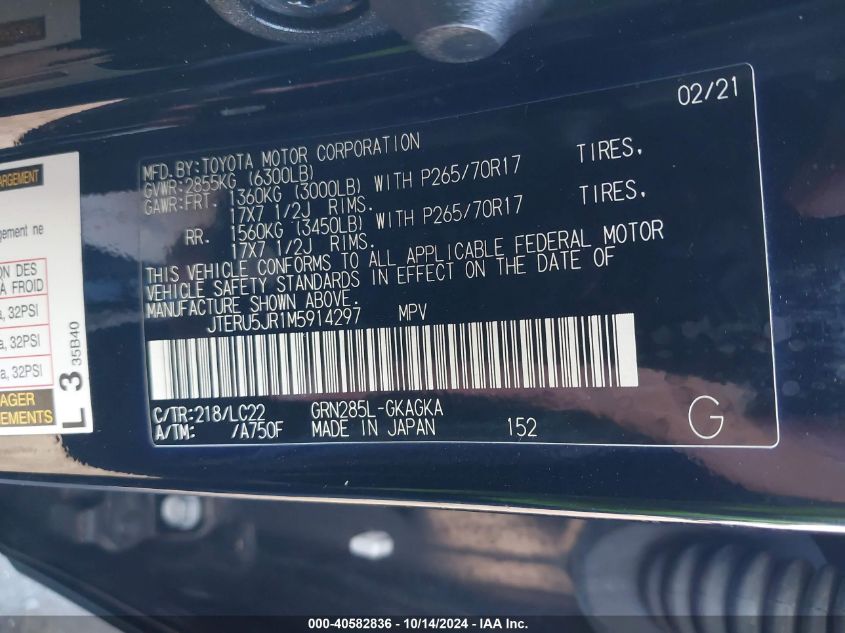 02/21
MFD.BY:TOYOTA MOTOR CORPORATION
GVWR:2855KG (6300LB)
GAWR:FRT. 1360KG (3000LB) WITH P265/70R17 TIRES,
17X7 1/2J RIMS.
RR. 1560KG (3450LB) WITH P265/70R17 TIRES,
17X7 1/2J RIMS.
THIS VEHICLE CONFORMS TO ALL APPLICABLE FEDERAL MOTOR
VEHICLE SAFETY STANDARDS IN EFFECT ON THE DATE OF
MANUFACTURE SHOWN ABOVE.
JTERU5JR1M5914297 MPV
C/TR:218/LC22 GRN285L-GKAGKA
A/TM: /A750F MADE IN JAPAN 152
G
ARGEMENT
gement ne
ON DES
À FROID
a, 32PSI
a, 32PSI
a, 32PSI
AGER
EMENTS
L 3 35B40
000-40582836 - 10/14/2024 - IAA Inc.